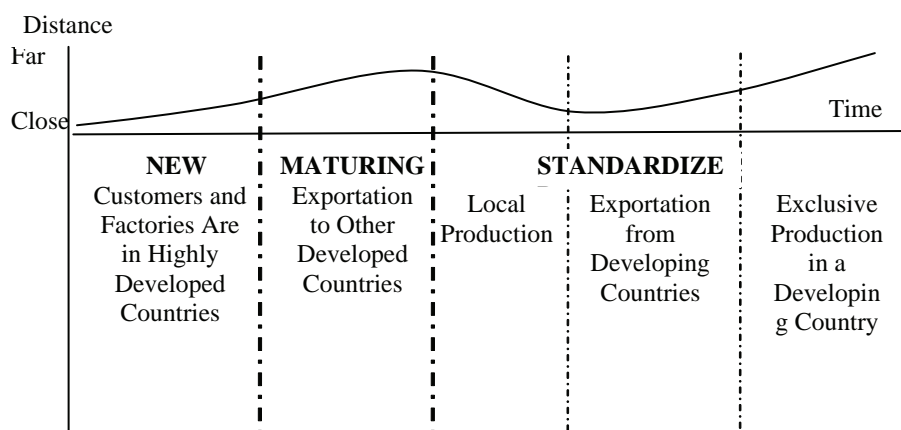 Distance
Far
Close
Time
NEW
Customers and
Factories Are
in Highly
Developed
Countries
MATURING
Exportation
to Other
Developed
Countries
STANDARDIZE
Local
Production
Exportation
from
Developing
Countries
Exclusive
Production
in a
Developin
g Country